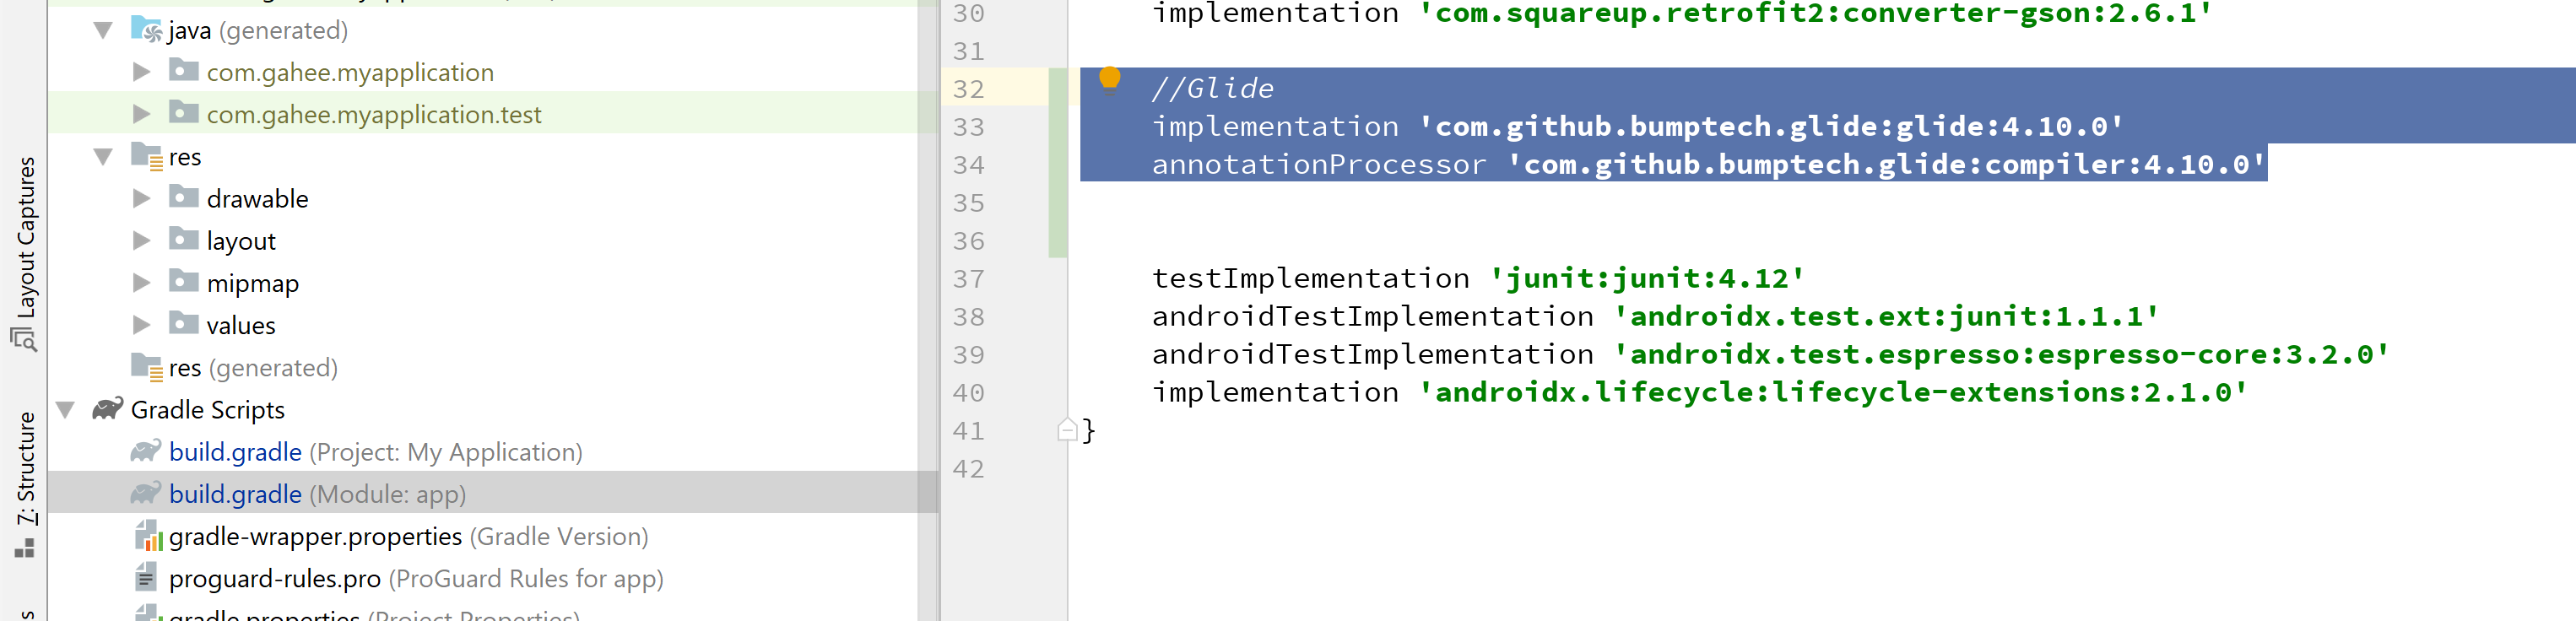 java (generated)
com.gahee.myapplication
com.gahee.myapplication.test
res
drawable
layout
mipmap
values
res (generated)
Gradle Scripts
build.gradle (Project: My Application)
build.gradle (Module: app)
gradle-wrapper.properties (Gradle Version)
proguard-rules.pro (ProGuard Rules for app)
gradle.properties (Project Properties)
Layout Captures
7: Structure
30 implementation 'com.squareup.retrofit2:converter-gson:2.6.1'
31
32 //Glide
33 implementation 'com.github.bumptech.glide:glide:4.10.0'
34 annotationProcessor 'com.github.bumptech.glide:compiler:4.10.0'
35
36
37 testImplementation 'junit:junit:4.12'
38 androidTestImplementation 'androidx.test.ext:junit:1.1.1'
39 androidTestImplementation 'androidx.test.espresso:espresso-core:3.2.0'
40 implementation 'androidx.lifecycle:lifecycle-extensions:2.1.0'
41 }
42